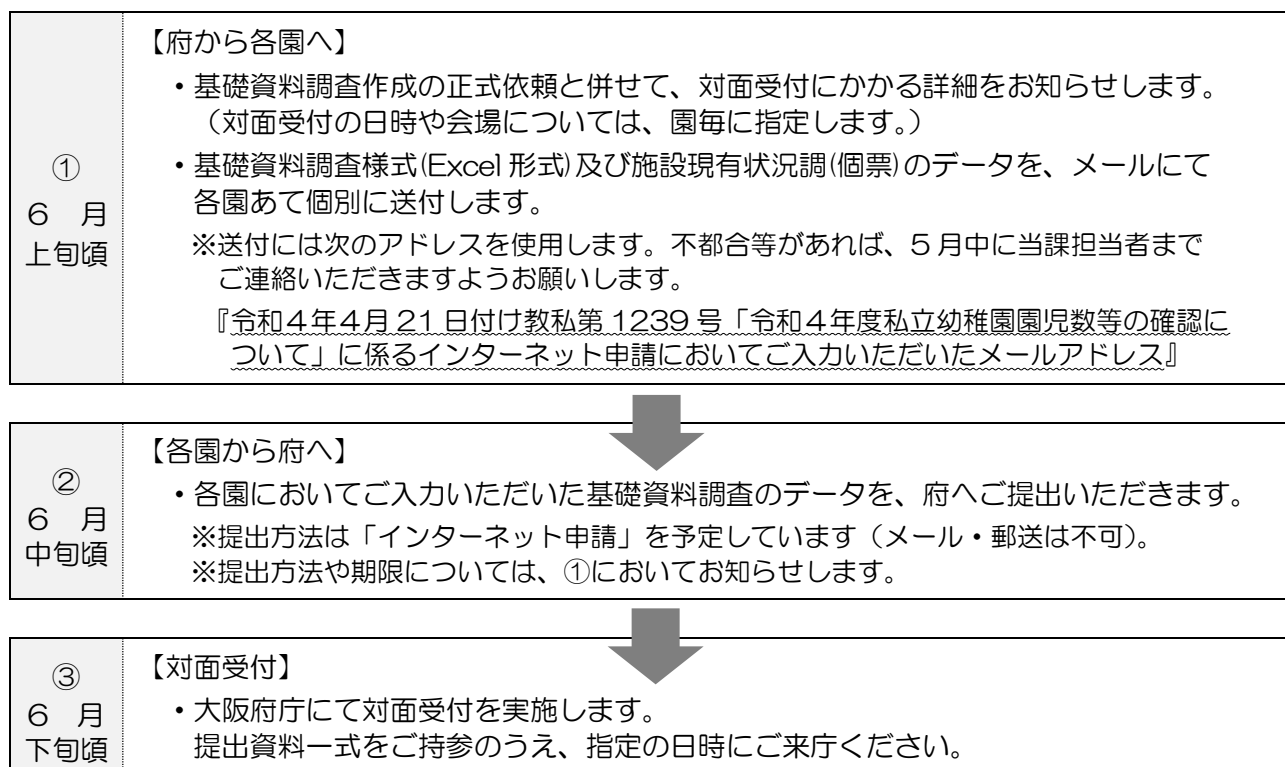 ①
６　月
上旬頃
【府から各園へ】
・基礎資料調査作成の正式依頼と併せて、対面受付にかかる詳細をお知らせします。
（対面受付の日時や会場については、園毎に指定します。）
・基礎資料調査様式(Excel 形式)及び施設現有状況調(個票)のデータを、メールにて
各園あて個別に送付します。
※送付には次のアドレスを使用します。不都合等があれば、５月中に当課担当者まで
ご連絡いただきますようお願いします。
『令和４年４月 21 日付け教私第 1239 号「令和４年度私立幼稚園園児数等の確認に
ついて」に係るインターネット申請においてご入力いただいたメールアドレス』
②
６　月
中旬頃
【各園から府へ】
・各園においてご入力いただいた基礎資料調査のデータを、府へご提出いただきます。
※提出方法は「インターネット申請」を予定しています（メール・郵送は不可）。
※提出方法や期限については、①においてお知らせします。
③
６　月
下旬頃
【対面受付】
・大阪府庁にて対面受付を実施します。
提出資料一式をご持参のうえ、指定の日時にご来庁ください。